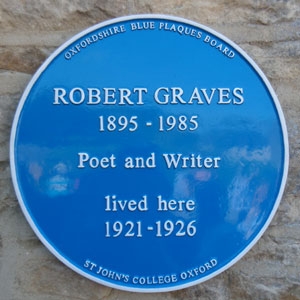 OXFORDSHIRE BLUE PLAQUES BOARD
ROBERT GRAVES
1895 - 1985
Poet and Writer
lived here
1921-1926
ST JOHN'S COLLEGE OXFORD